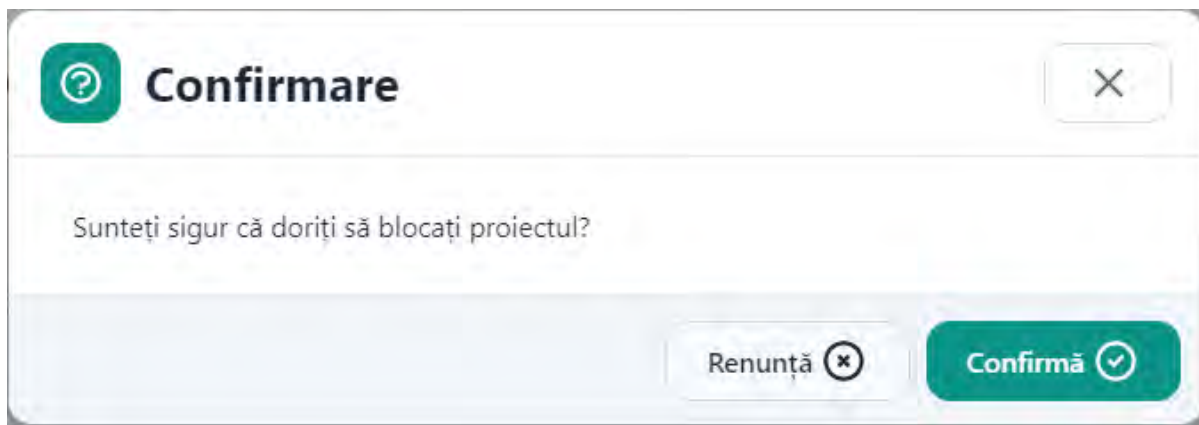 Confirmare
Sunteți sigur că doriți să blocați proiectul?
Renunță
Confirmă